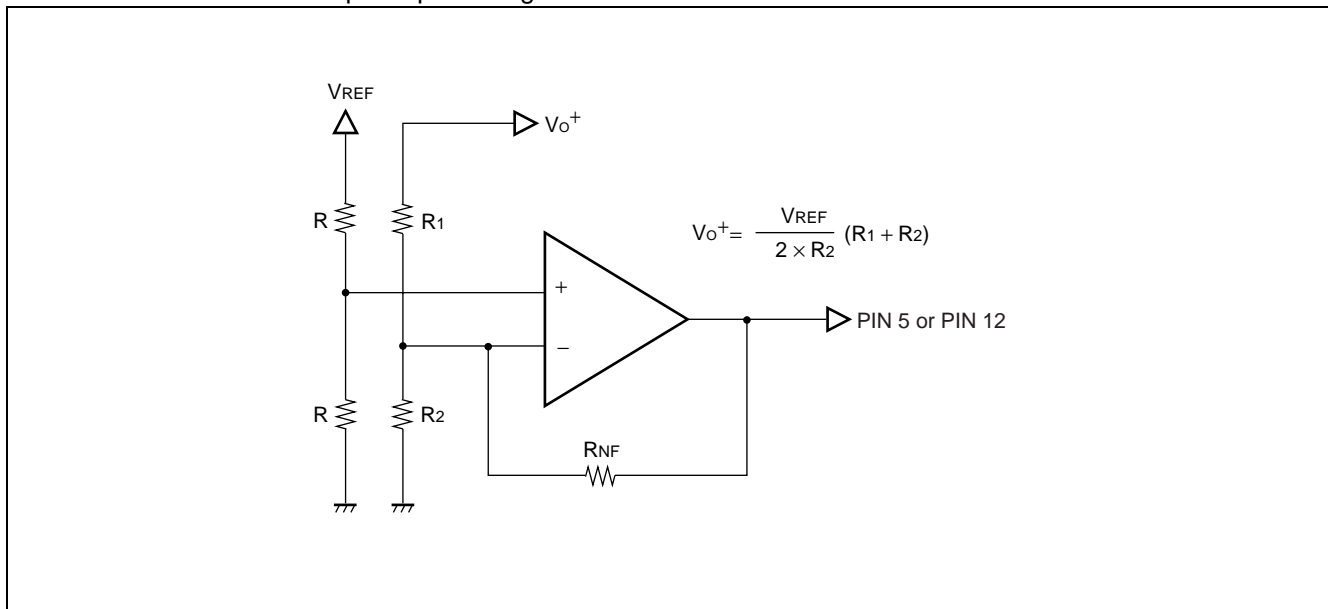 VREF
VO+
R
R1
VO+= VREF / 2 × R2 (R1 + R2)
+
PIN 5 or PIN 12
−
R
R2
RNF